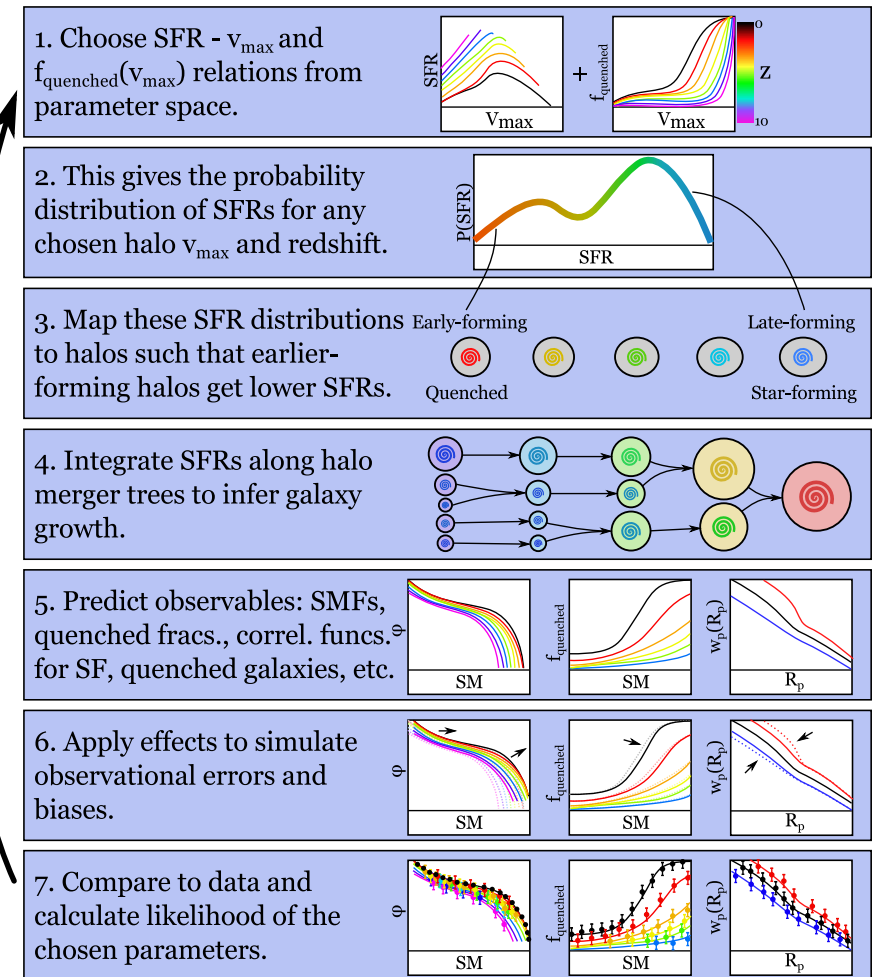 1. Choose SFR - vmax and
fquenched(vmax) relations from
parameter space.
SFR
Vmax
+
fquenched
Vmax
0
z
10
2. This gives the probability
distribution of SFRs for any
chosen halo vmax and redshift.
P(SFR)
SFR
3. Map these SFR distributions
to halos such that earlier-
forming halos get lower SFRs.
Early-forming
Late-forming
Quenched
Star-forming
4. Integrate SFRs along halo
merger trees to infer galaxy
growth.
5. Predict observables: SMFs,
quenched fracs., correl. funcs.
for SF, quenched galaxies, etc.
φ
SM
fquenched
SM
wp(Rp)
Rp
6. Apply effects to simulate
observational errors and
biases.
φ
SM
fquenched
SM
wp(Rp)
Rp
7. Compare to data and
calculate likelihood of the
chosen parameters.
φ
SM
fquenched
SM
wp(Rp)
Rp